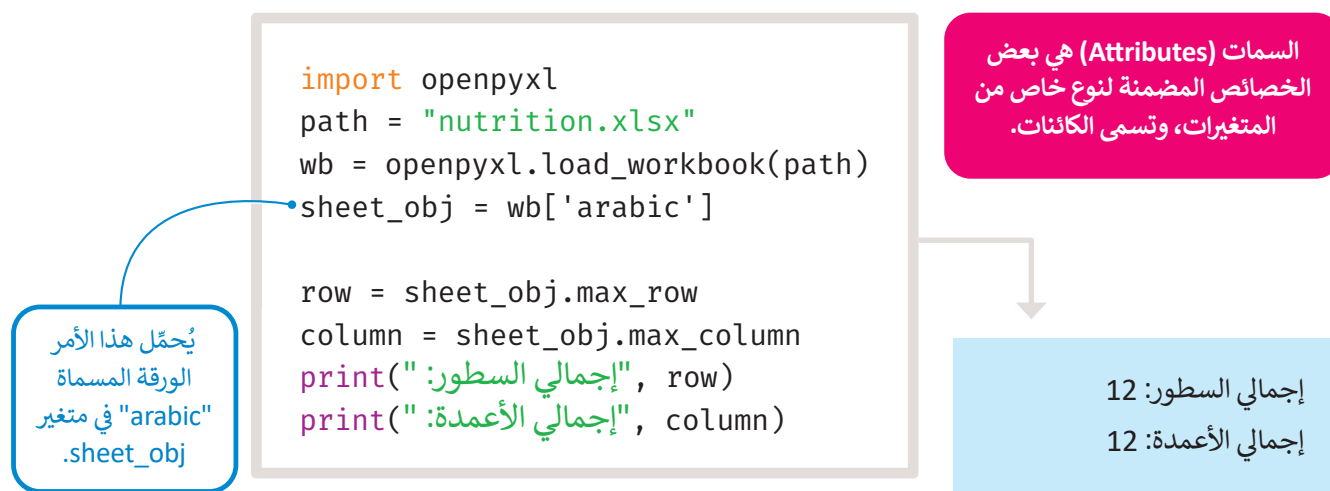 السمات (Attributes) هي بعض
الخصائص المضمنة لنوع خاص من
المتغيرات، وتسمى الكائنات.
import openpyxl
path = "nutrition.xlsx"
wb = openpyxl.load_workbook(path)
sheet_obj = wb['arabic']
row = sheet_obj.max_row
column = sheet_obj.max_column
print("إجمالي السطور: ", row)
print("إجمالي الأعمدة: ", column)
يُحمِّل هذا الأمر
الورقة المسماة
"arabic" في متغير
sheet_obj.
إجمالي السطور: 12
إجمالي الأعمدة: 12